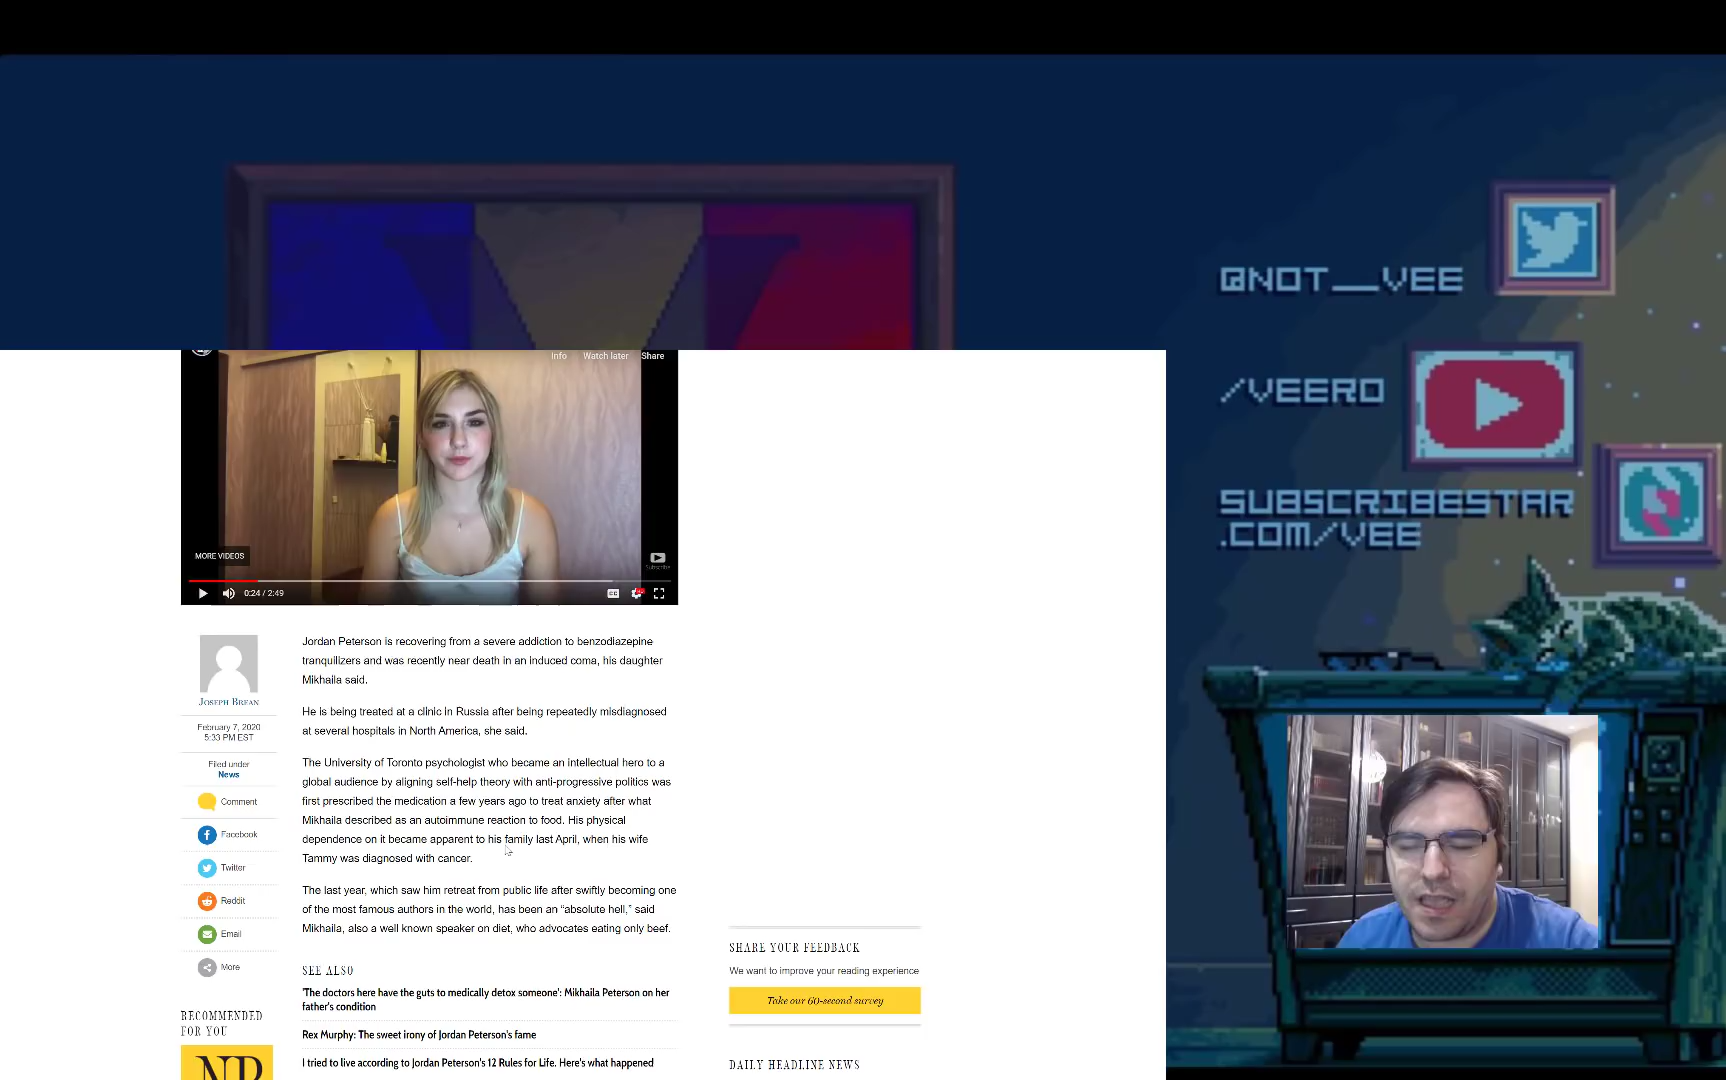 @NOT__VEE
/VEERO
SUBSCRIBESTAR
.COM/VEE
Info Watch later Share
MORE VIDEOS
Subscribe
0:24 / 2:49
CC
JOSEPH BREAN
February 7, 2020
5:33 PM EST
Filed under
News
Comment
Facebook
Twitter
Reddit
Email
More
RECOMMENDED
FOR YOU
NP
Jordan Peterson is recovering from a severe addiction to benzodiazepine
tranquilizers and was recently near death in an induced coma, his daughter
Mikhaila said.
He is being treated at a clinic in Russia after being repeatedly misdiagnosed
at several hospitals in North America, she said.
The University of Toronto psychologist who became an intellectual hero to a
global audience by aligning self-help theory with anti-progressive politics was
first prescribed the medication a few years ago to treat anxiety after what
Mikhaila described as an autoimmune reaction to food. His physical
dependence on it became apparent to his family last April, when his wife
Tammy was diagnosed with cancer.
The last year, which saw him retreat from public life after swiftly becoming one
of the most famous authors in the world, has been an “absolute hell,” said
Mikhaila, also a well known speaker on diet, who advocates eating only beef.
SEE ALSO
'The doctors here have the guts to medically detox someone': Mikhaila Peterson on her
father's condition
Rex Murphy: The sweet irony of Jordan Peterson's fame
I tried to live according to Jordan Peterson's 12 Rules for Life. Here's what happened
SHARE YOUR FEEDBACK
We want to improve your reading experience
Take our 60-second survey
DAILY HEADLINE NEWS